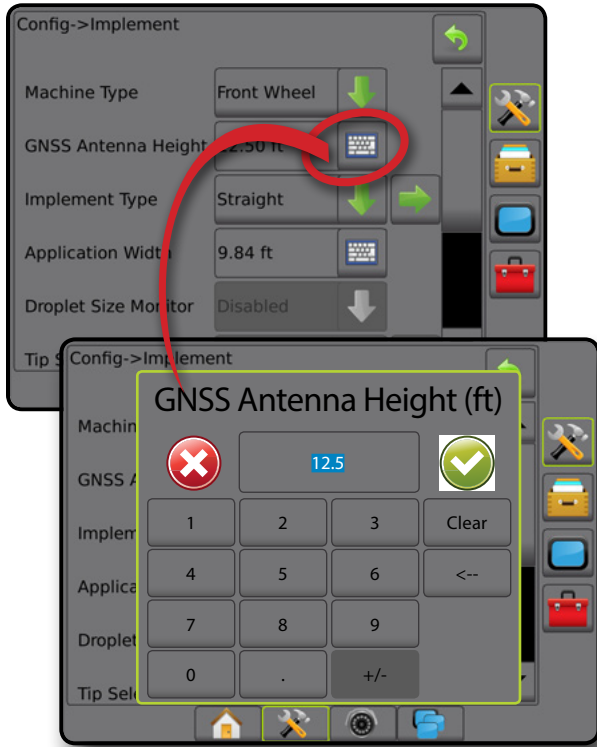 Config->Implement
Machine Type Front Wheel
GNSS Antenna Height 12.50 ft
Implement Type Straight
Application Width 9.84 ft
Droplet Size Monitor Disabled
Tip S
Config->Implement
GNSS Antenna Height (ft)
Machin
12.5
GNSS A
1 2 3 Clear
Implem
4 5 6 <--
Applica
7 8 9
Droplet
0 . +/-
Tip Sele